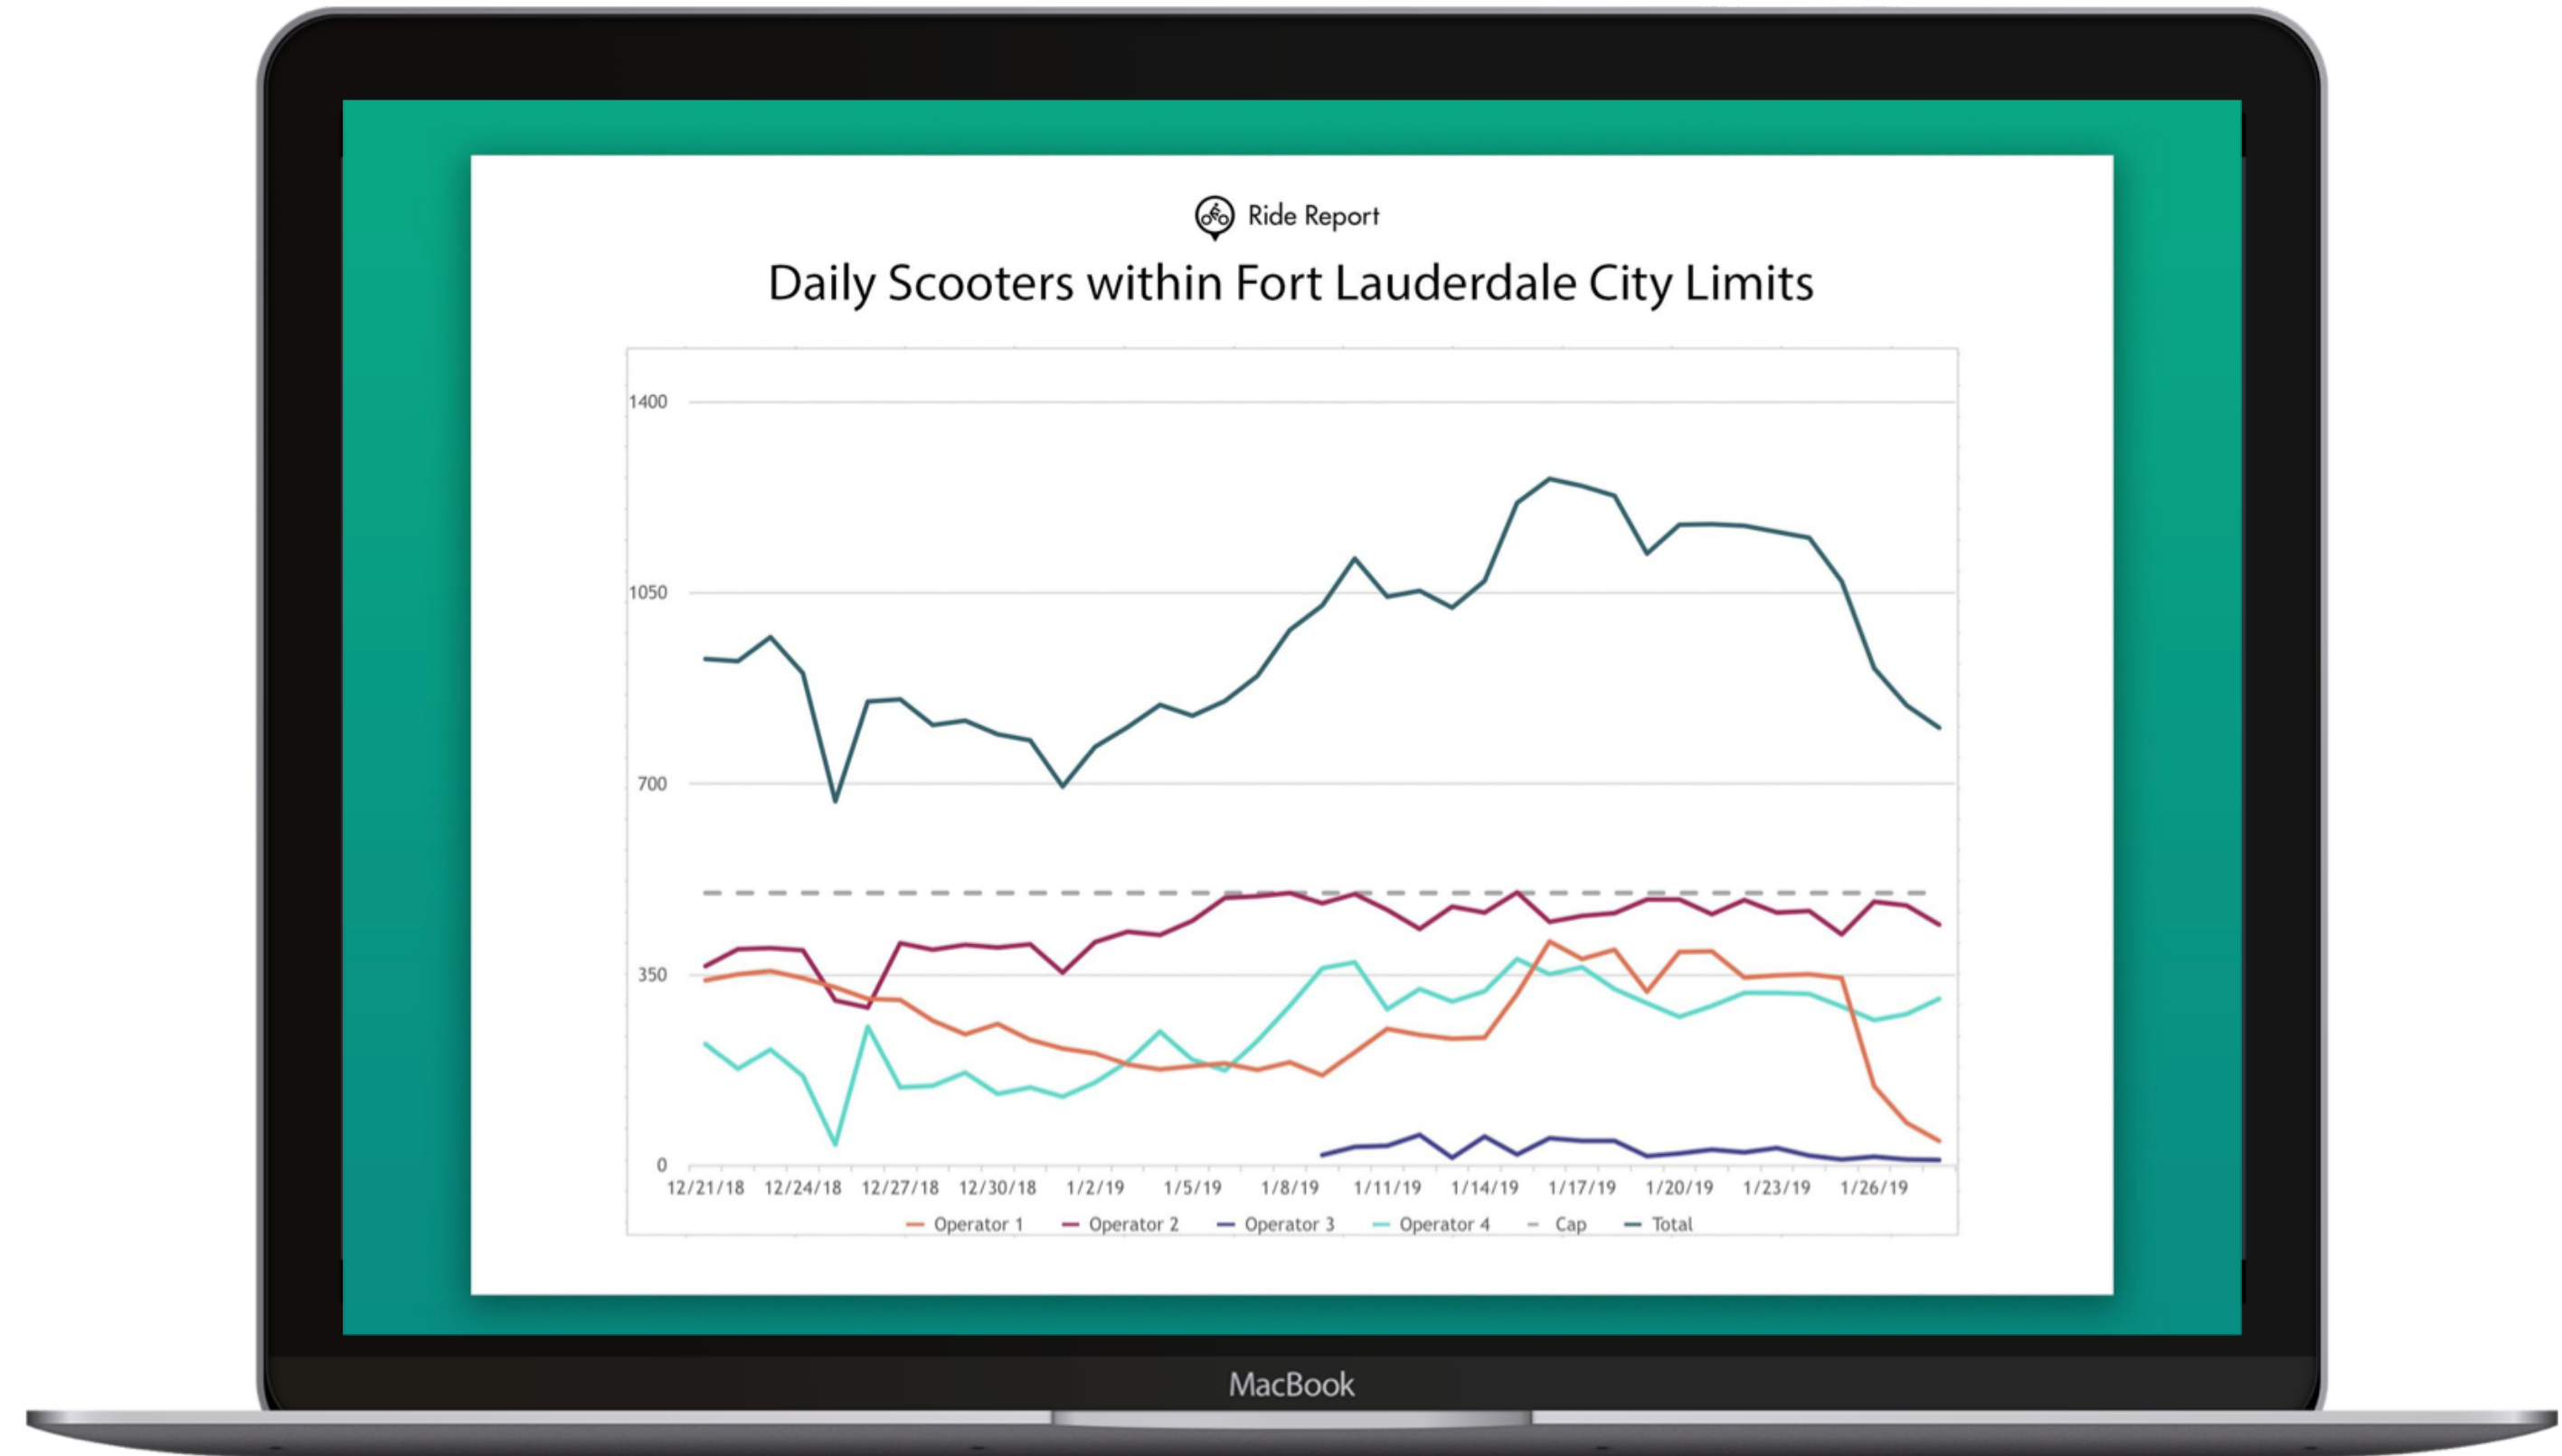 Ride Report
Daily Scooters within Fort Lauderdale City Limits
1400
1050
700
350
0
12/21/18 12/24/18 12/27/18 12/30/18 1/2/19 1/5/19 1/8/19 1/11/19 1/14/19 1/17/19 1/20/19 1/23/19 1/26/19
Operator 1 Operator 2 Operator 3 Operator 4 Cap Total
MacBook